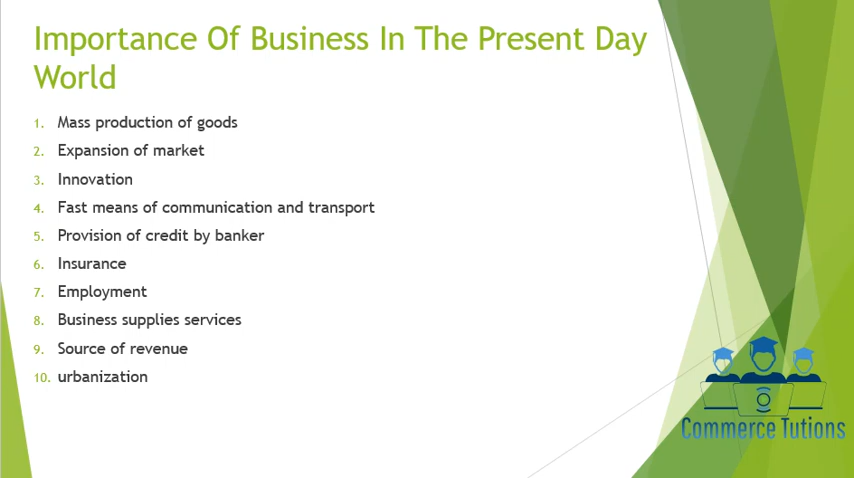 Importance Of Business In The Present Day
World
1. Mass production of goods
2. Expansion of market
3. Innovation
4. Fast means of communication and transport
5. Provision of credit by banker
6. Insurance
7. Employment
8. Business supplies services
9. Source of revenue
10. urbanization
Commerce Tutions